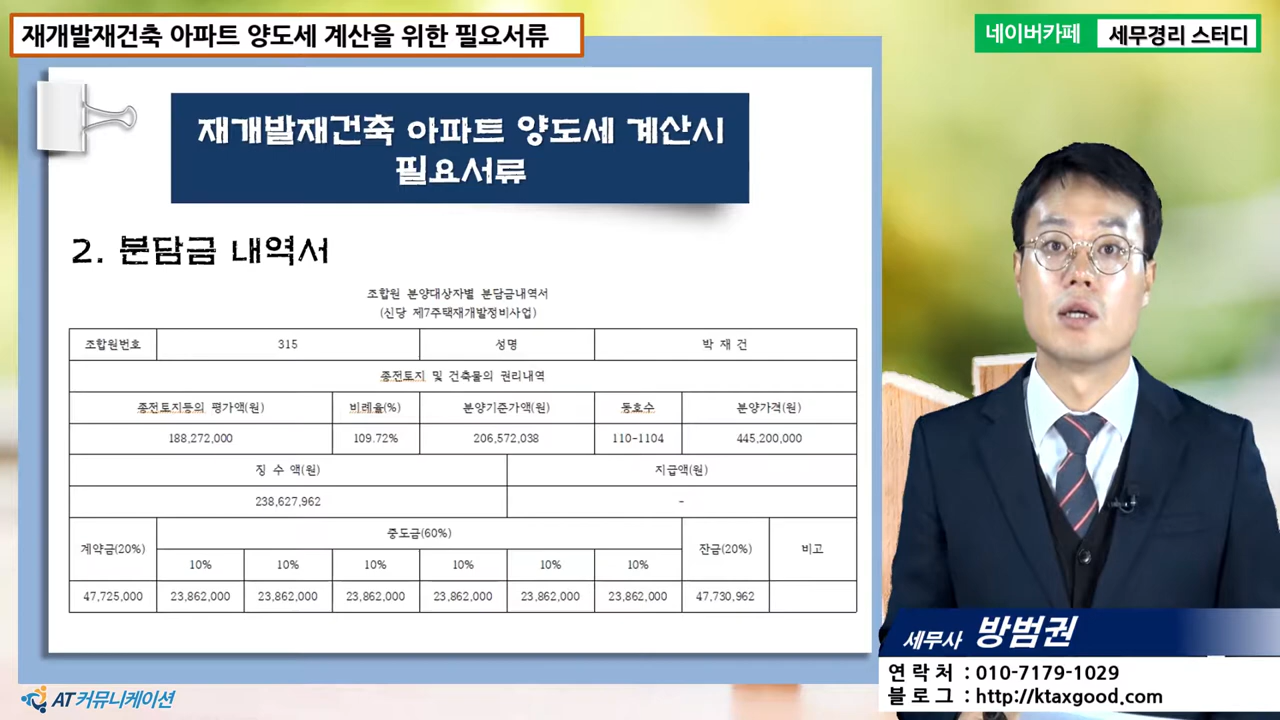 재개발재건축 아파트 양도세 계산을 위한 필요서류
네이버카페 세무경리 스터디
재개발재건축 아파트 양도세 계산시
필요서류
2. 분담금 내역서
조합원 분양대상자별 분담금내역서
(신당 제7주택재개발정비사업)
조합원번호 315 성명 박 재 건
종전토지 및 건축물의 권리내역
종전토지등의 평가액(원) 비례율(%) 분양기준가액(원) 동호수 분양가격(원)
188,272,000 109.72% 206,572,038 110-1104 445,200,000
징 수 액(원) 지급액(원)
238,627,962 -
계약금(20%) 중도금(60%) 잔금(20%) 비고
10% 10% 10% 10% 10% 10%
47,725,000 23,862,000 23,862,000 23,862,000 23,862,000 23,862,000 23,862,000 47,730,962
세무사 방범권
연 락 처 : 010-7179-1029
블 로 그 : http://ktaxgood.com
AT커뮤니케이션